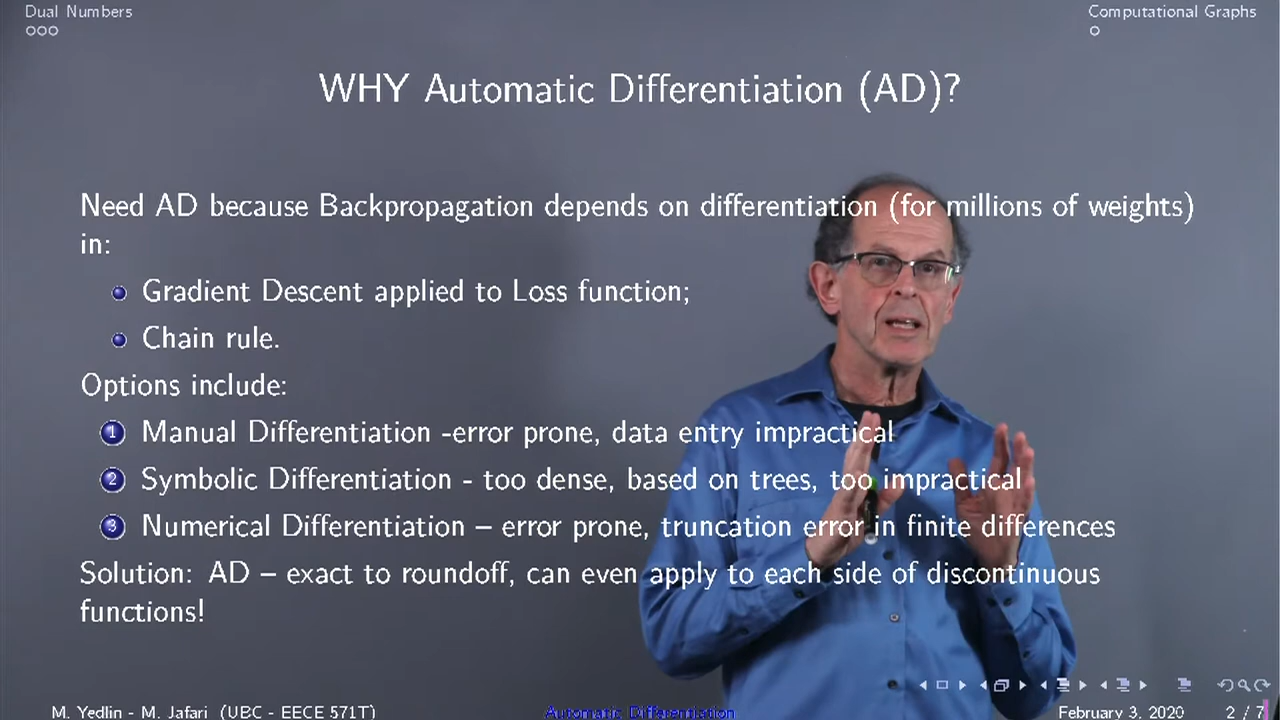 Dual Numbers
Computational Graphs
WHY Automatic Differentiation (AD)?
Need AD because Backpropagation depends on differentiation (for millions of weights)
in:
Gradient Descent applied to Loss function;
Chain rule.
Options include:
1 Manual Differentiation -error prone, data entry impractical
2 Symbolic Differentiation - too dense, based on trees, too impractical
3 Numerical Differentiation – error prone, truncation error in finite differences
Solution: AD – exact to roundoff, can even apply to each side of discontinuous
functions!
M. Yedlin - M. Jafari (UBC - EECE 571T)
Automatic Differentiation
February 3, 2020
2 / 7